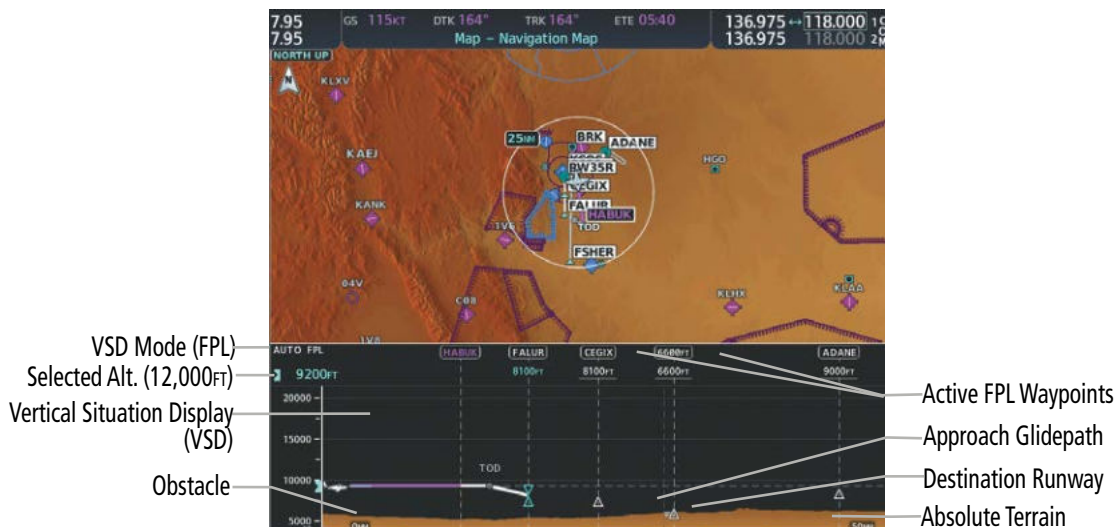 7.95 GS 115KT DTK 164° TRK 164° ETE 05:40 136.975 ↔ 118.000
7.95 Map – Navigation Map 136.975 118.000
NORTH UP
N
KLXV
25NM
BRK
ADANE
KAEJ
RW35R
HGO
CEGIX
KANK
FALUR
HABUK
1V6
TOD
FSHER
04V
C08
KLHX
KLAA
1V8
VSD Mode (FPL)
AUTO FPL HABUK FALUR CEGIX 6600FT ADANE
Selected Alt. (12,000FT)
9200FT 8100FT 8100FT 6600FT 9000FT
Active FPL Waypoints
20000
Vertical Situation Display
(VSD)
15000
Approach Glidepath
TOD
10000
Destination Runway
Obstacle
5000
Absolute Terrain